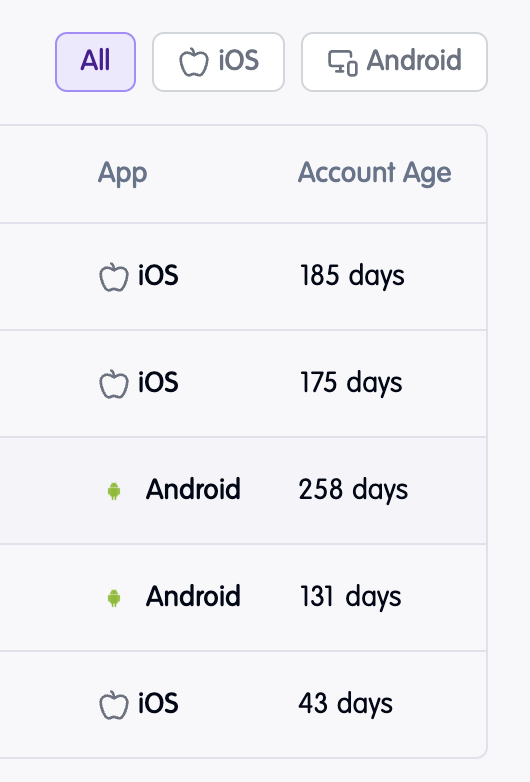 All iOS Android
App Account Age
iOS 185 days
iOS 175 days
Android 258 days
Android 131 days
iOS 43 days